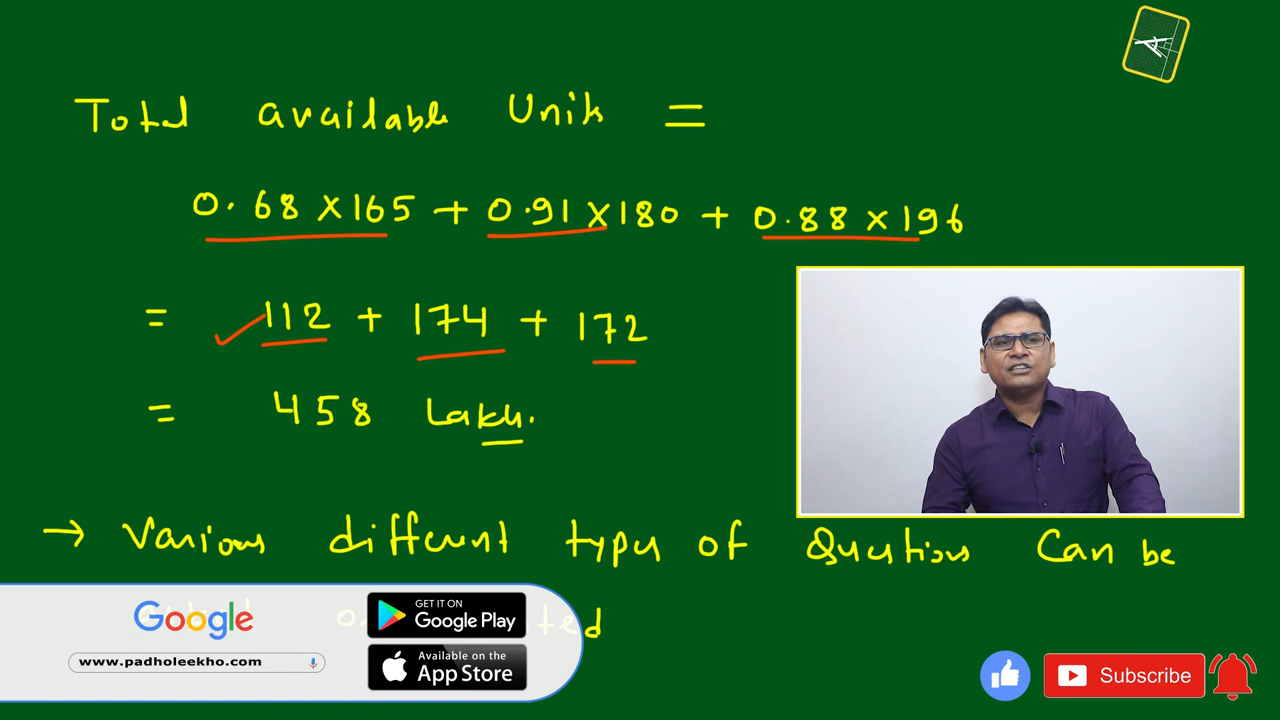 Total available Units =
0.68 x 165 + 0.91 x 180 + 0.88 x 196
= 112 + 174 + 172
= 458 Lakh.
→ Various different types of Questions Can be
ted
Google
www.padholeekho.com
GET IT ON
Google Play
Available on the
App Store
Subscribe